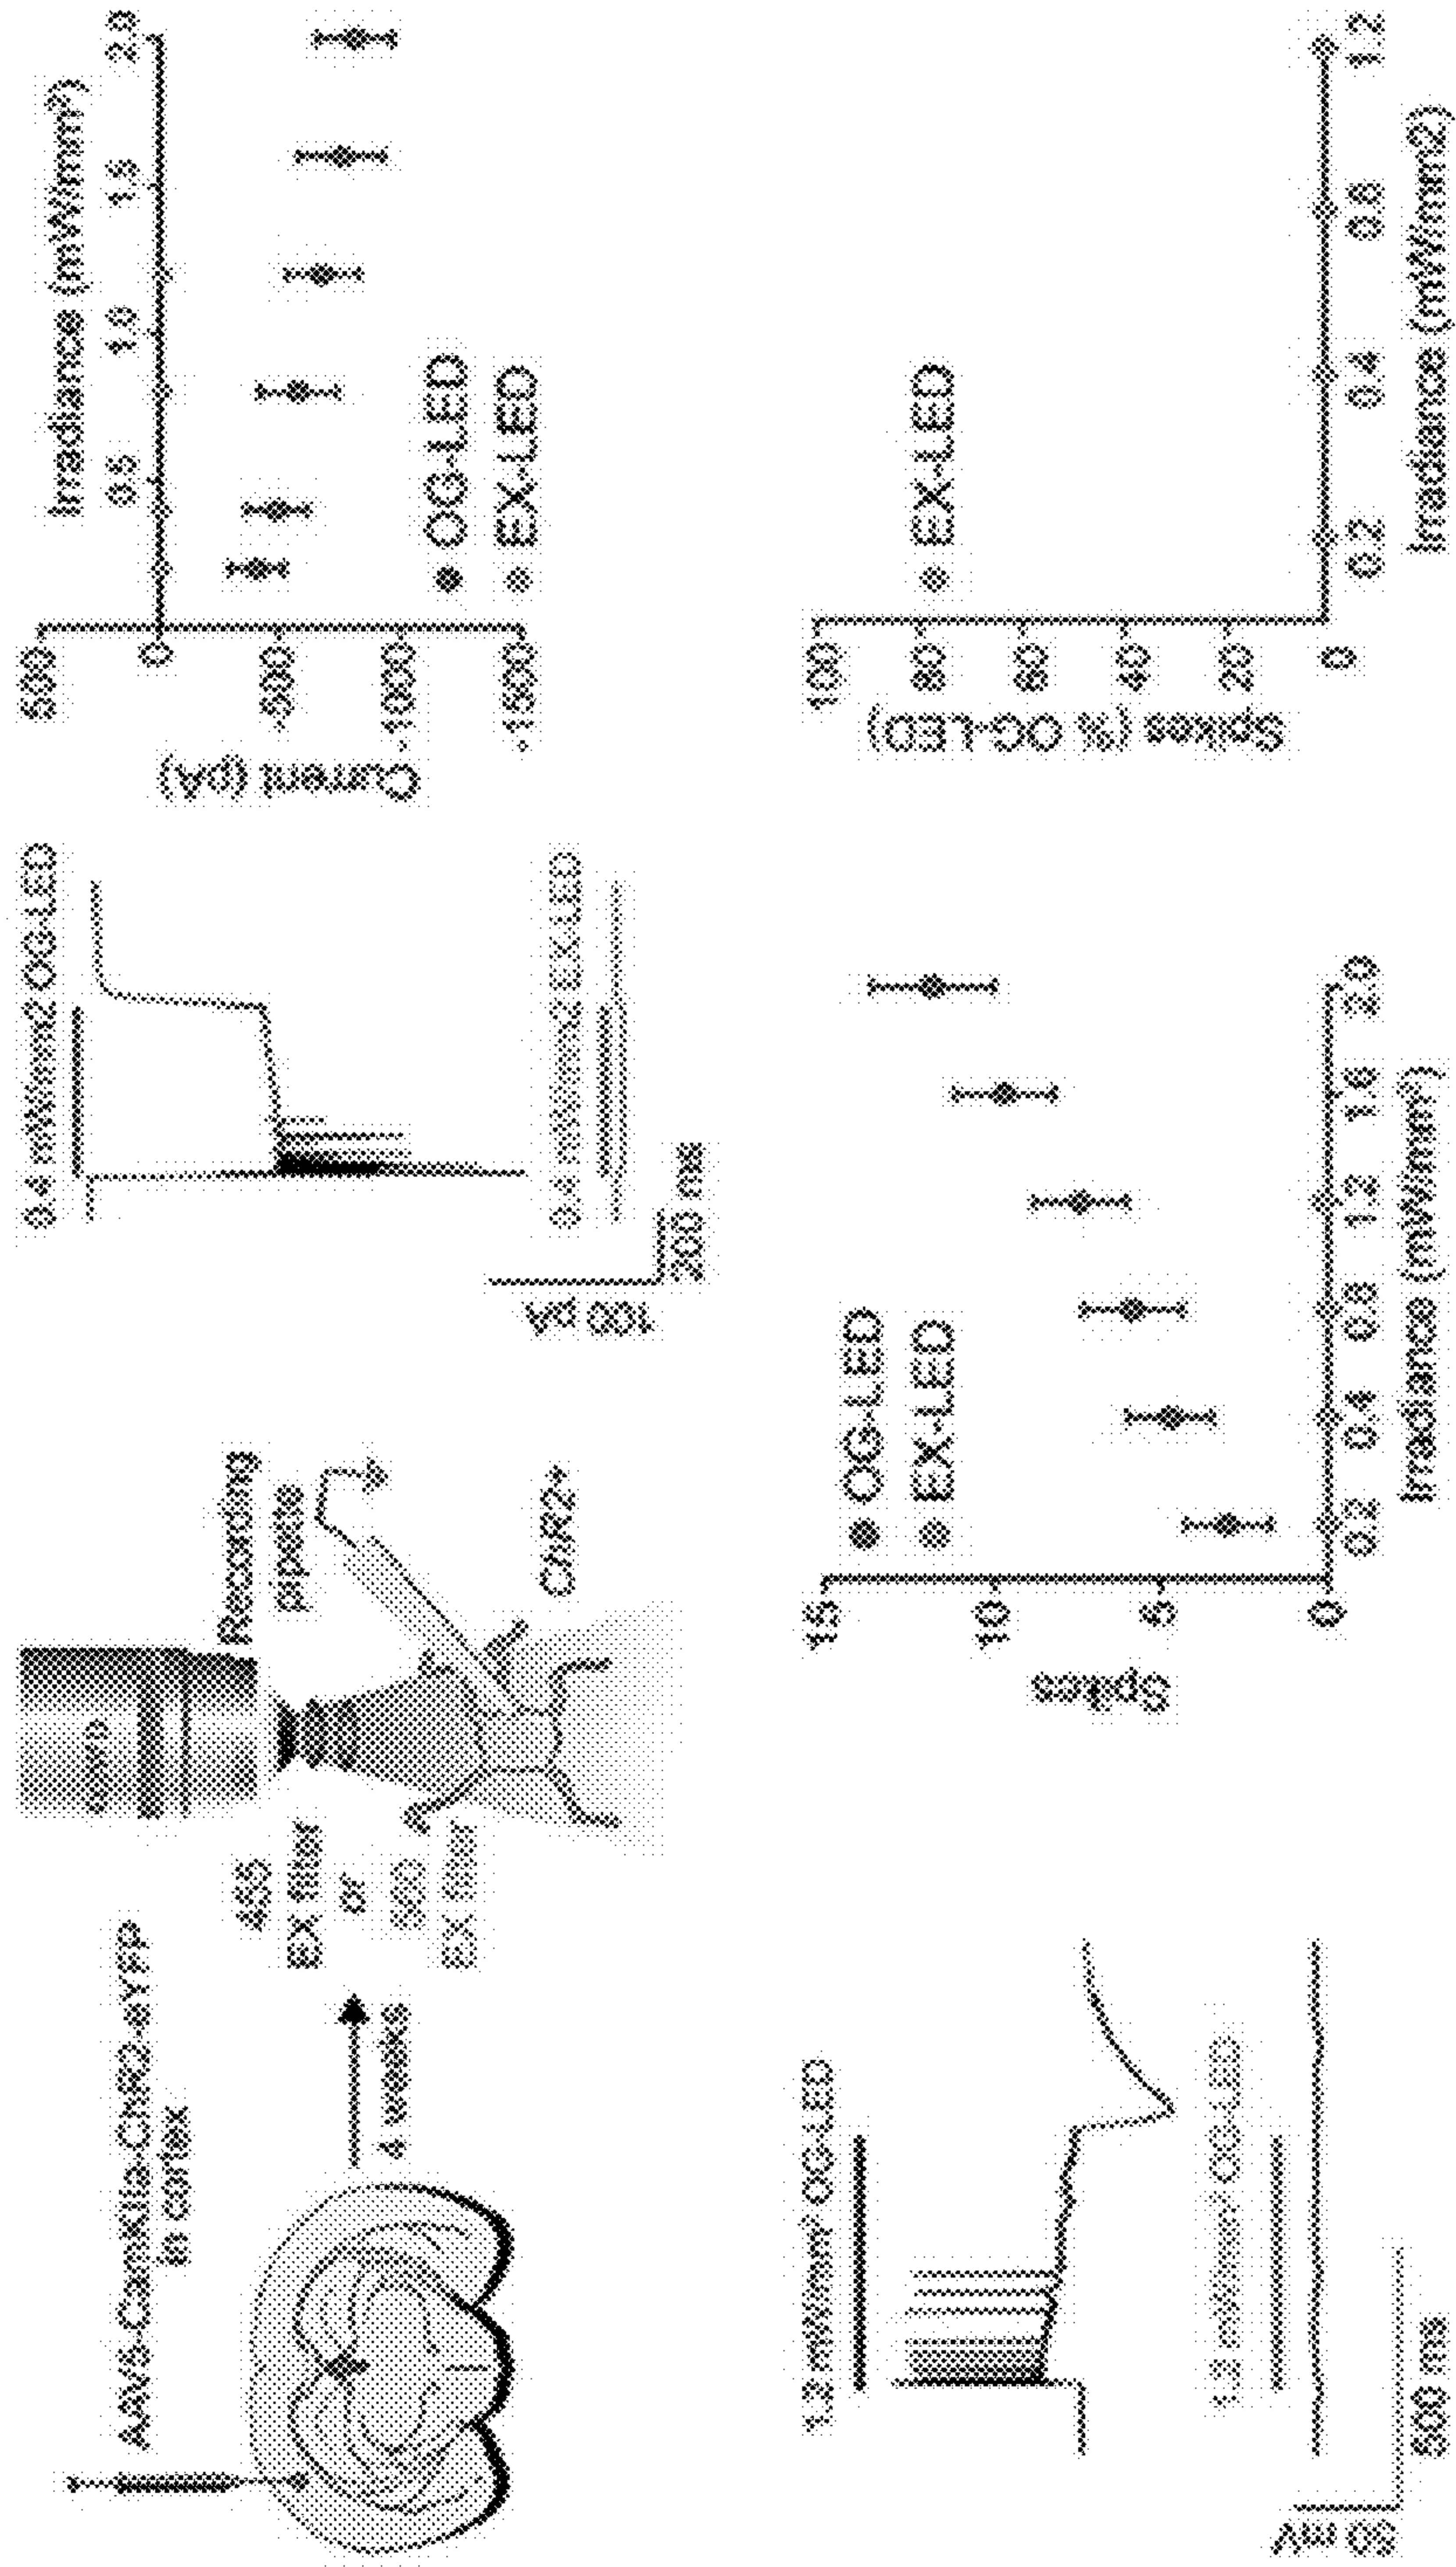 AAV5-CamKIIa-ChR2-eYFP
in cortex
4 weeks
455
EX filter
or
EX filter
Recording
pipette
ChR2+
0.4 mW/mm2 OG-LED
0.4 mW/mm2 EX-LED
100 pA
200 ms
Irradiance (mW/mm²)
0.5
1.0
1.5
2.0
500
0
-500
-1000
-1500
Current (pA)
OG-LED
EX-LED
1.2 mW/mm² OG-LED
1.2 mW/mm² OG-LED
500 ms
15
10
5
0
Spikes
OG-LED
EX-LED
0.2
0.4
0.8
1.2
1.6
2.0
Irradiance (mW/mm²)
100
80
60
40
20
0
Spikes (% OG-LED)
EX-LED
0.2
0.4
0.8
1.2
Irradiance (mW/mm2)